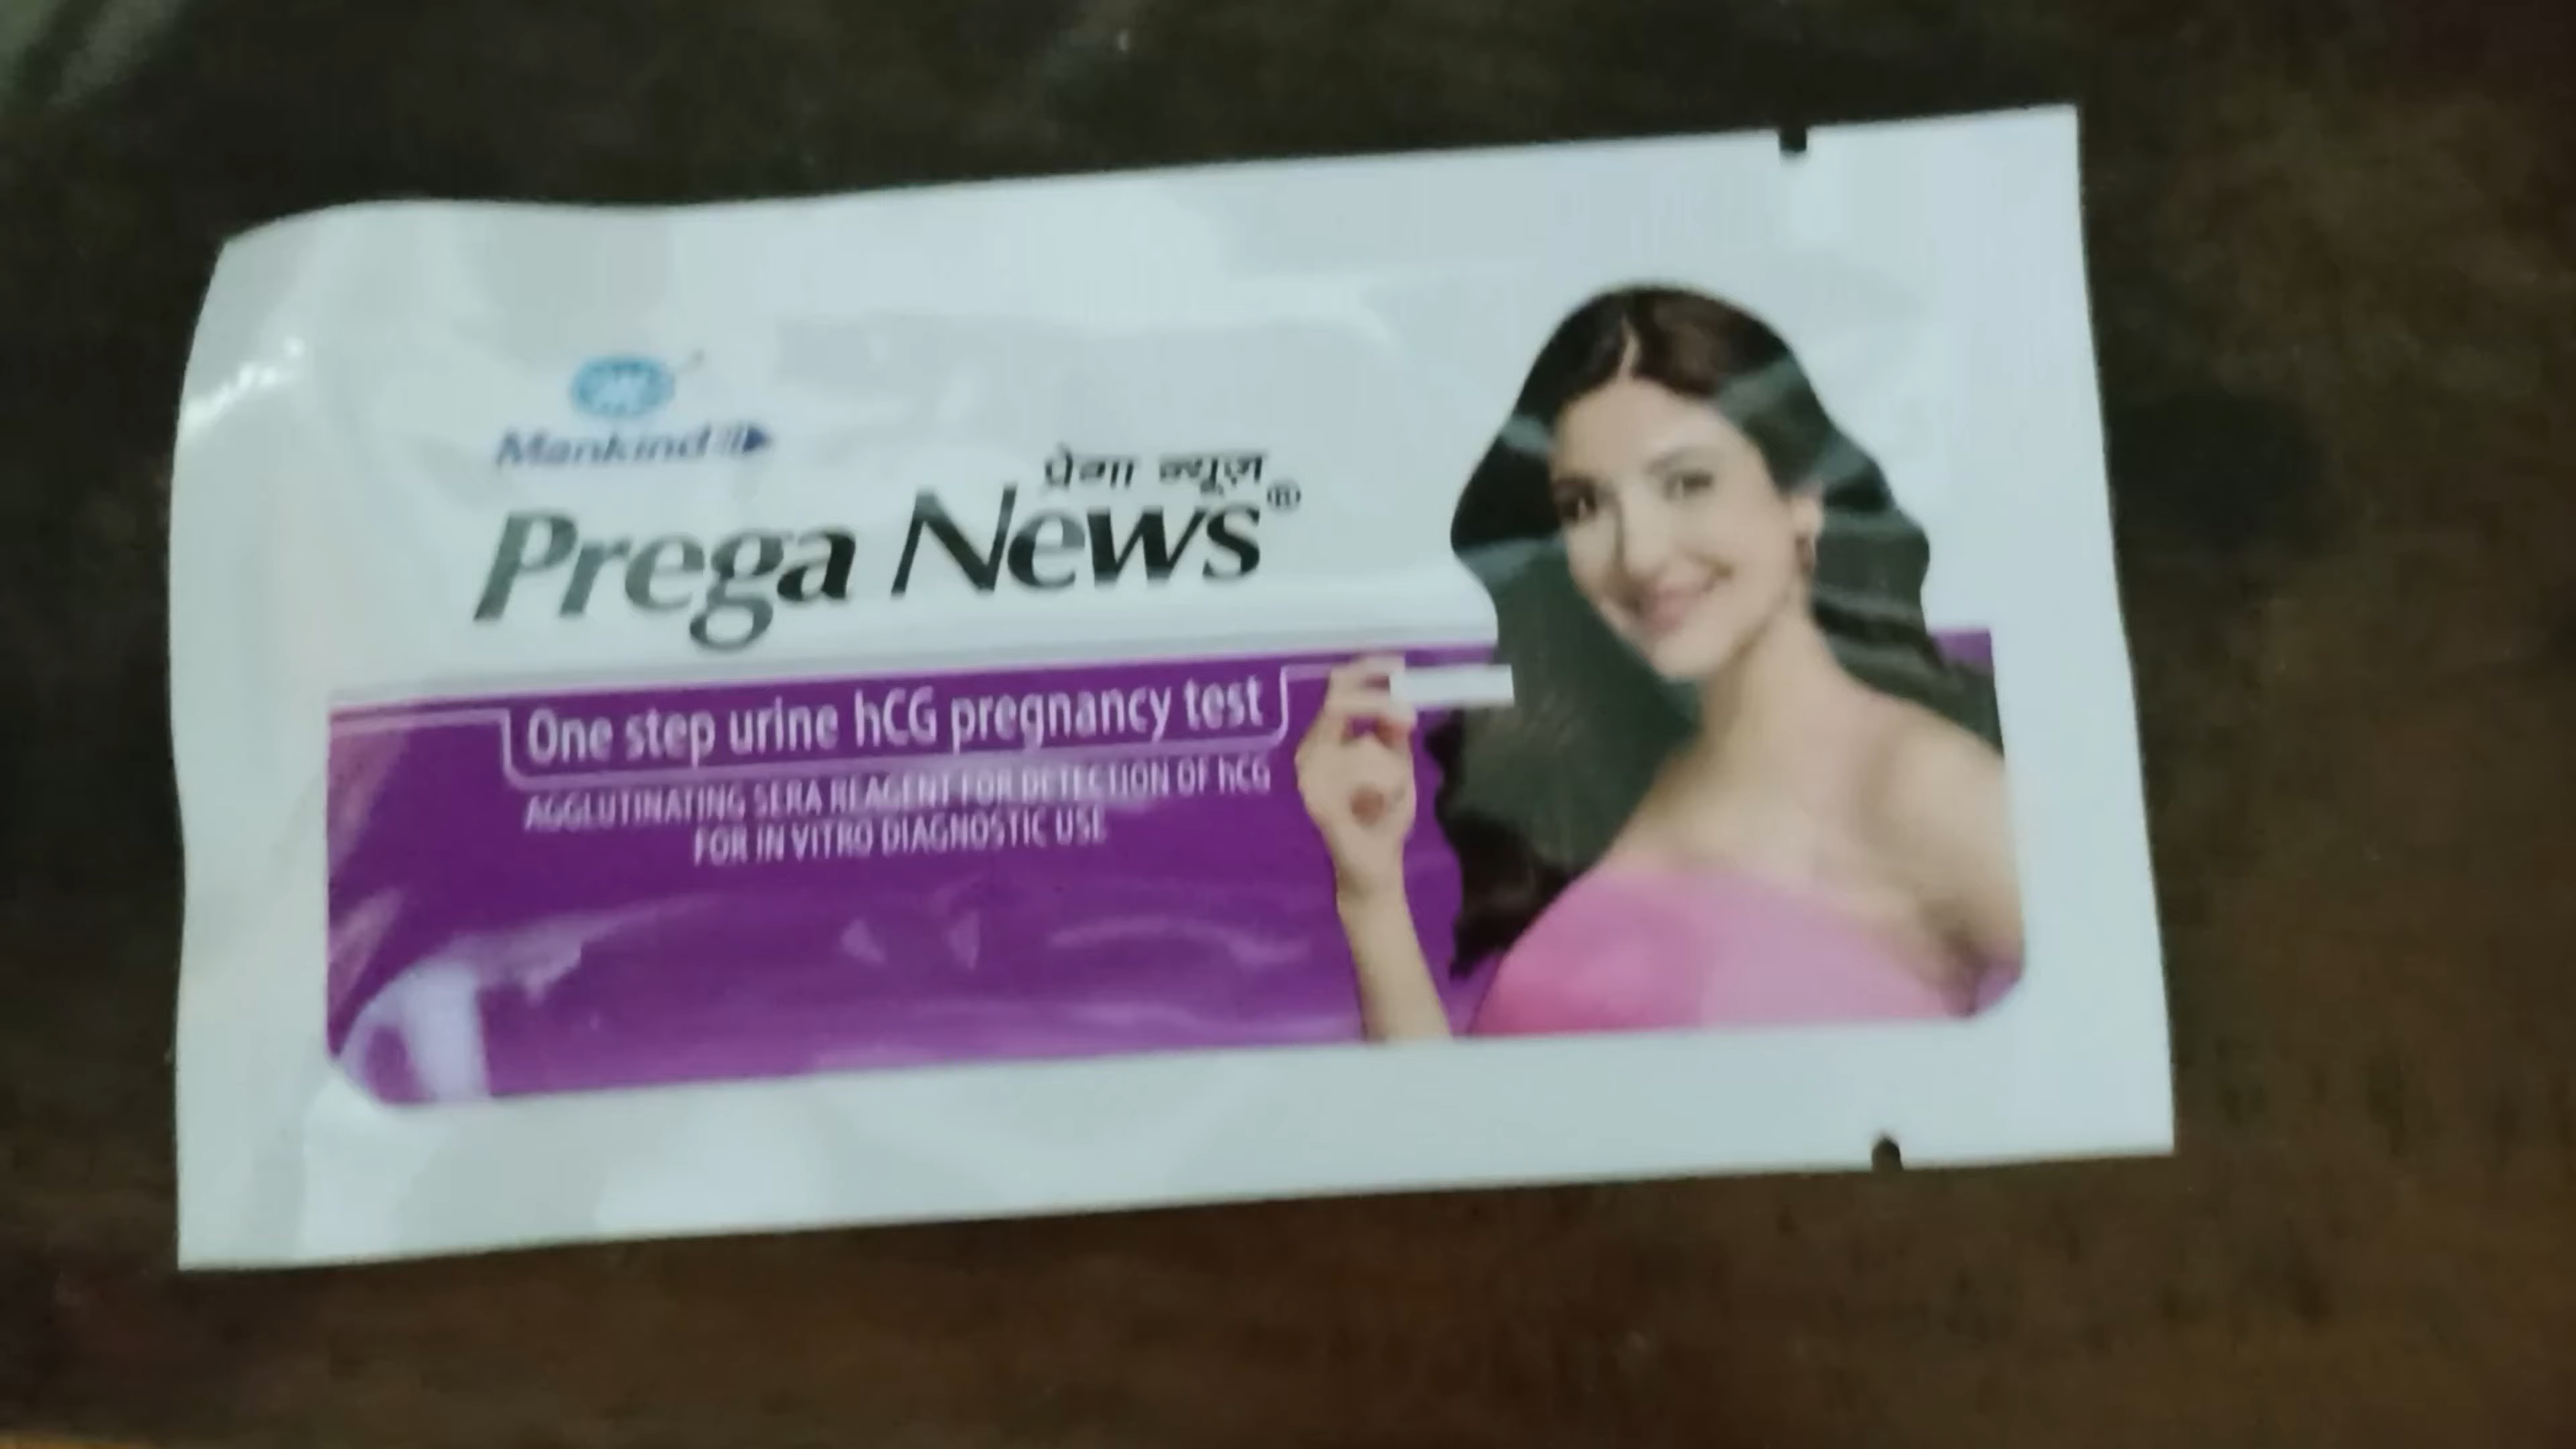 Mankind
प्रेगा न्यूज़
Prega News®
One step urine hCG pregnancy test
AGGLUTINATING SERA REAGENT FOR DETECTION OF hCG
FOR IN VITRO DIAGNOSTIC USE